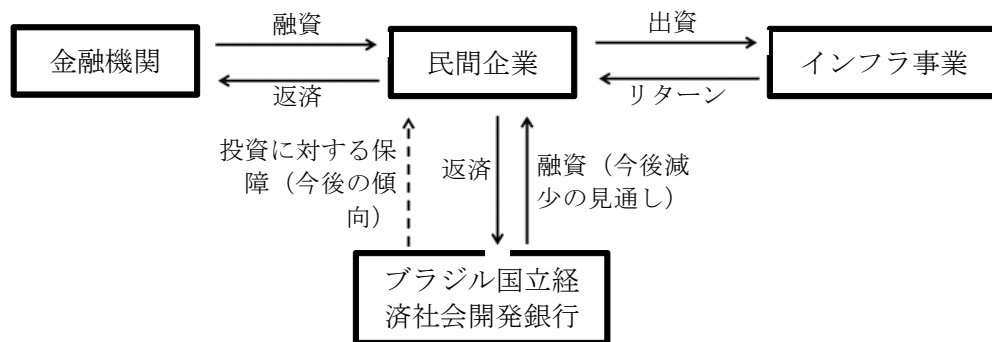 融資
出資
金融機関
民間企業
インフラ事業
返済
リターン
投資に対する保
障（今後の傾
向）
返済
融資（今後減
少の見通し）
ブラジル国立経
済社会開発銀行